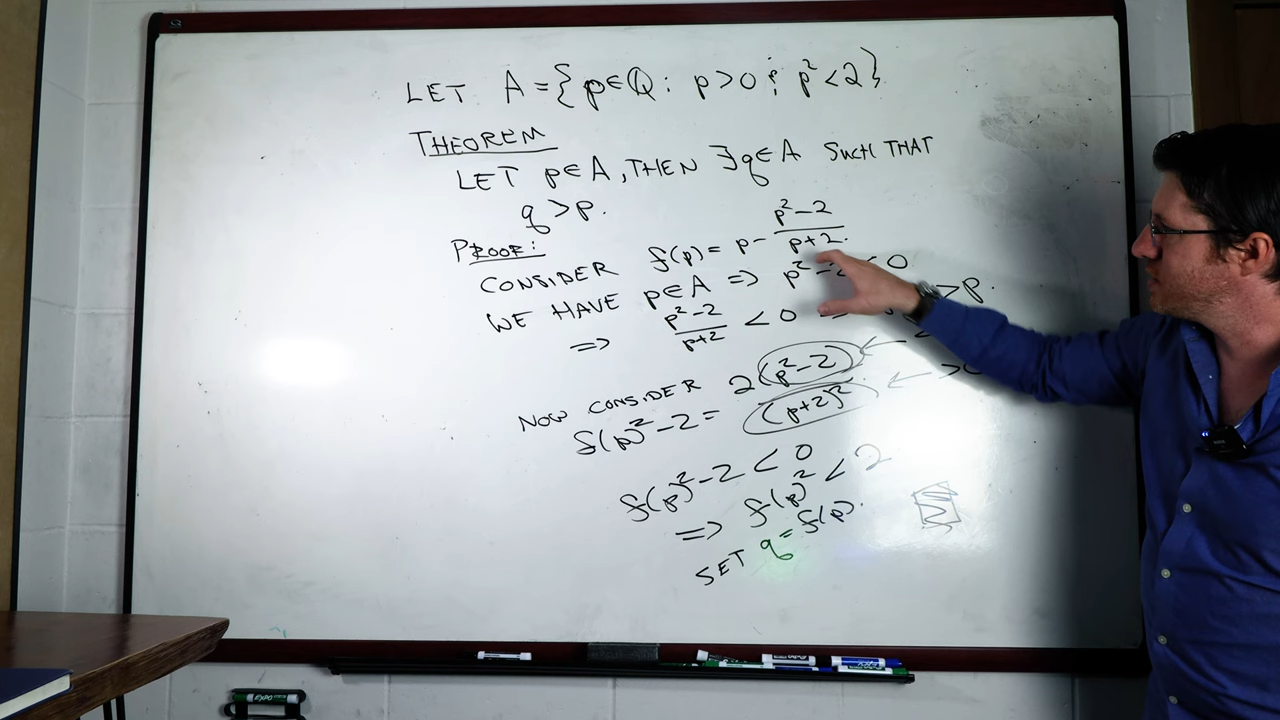 LET A = {p∈Q: p>0 ; p²<2}
THEOREM
LET p∈A, THEN ∃q∈A SUCH THAT
q>p.
PROOF:
CONSIDER f(p) = p - (p²-2)/(p+2).
WE HAVE p∈A => p²-2<0
=> (p²-2)/(p+2) < 0 >p.
NOW CONSIDER
f(p)²-2 = 2(p²-2)/(p+2)². ← < ← >
f(p)²-2<0
=> f(p)²<2
SET q=f(p).